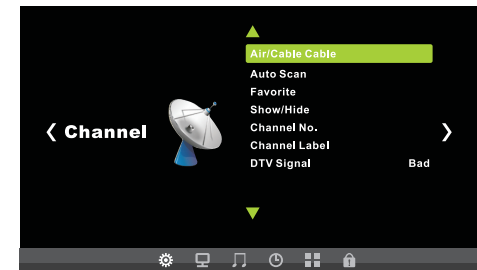 Channel
Air/Cable Cable
Auto Scan
Favorite
Show/Hide
Channel No.
Channel Label
DTV Signal Bad